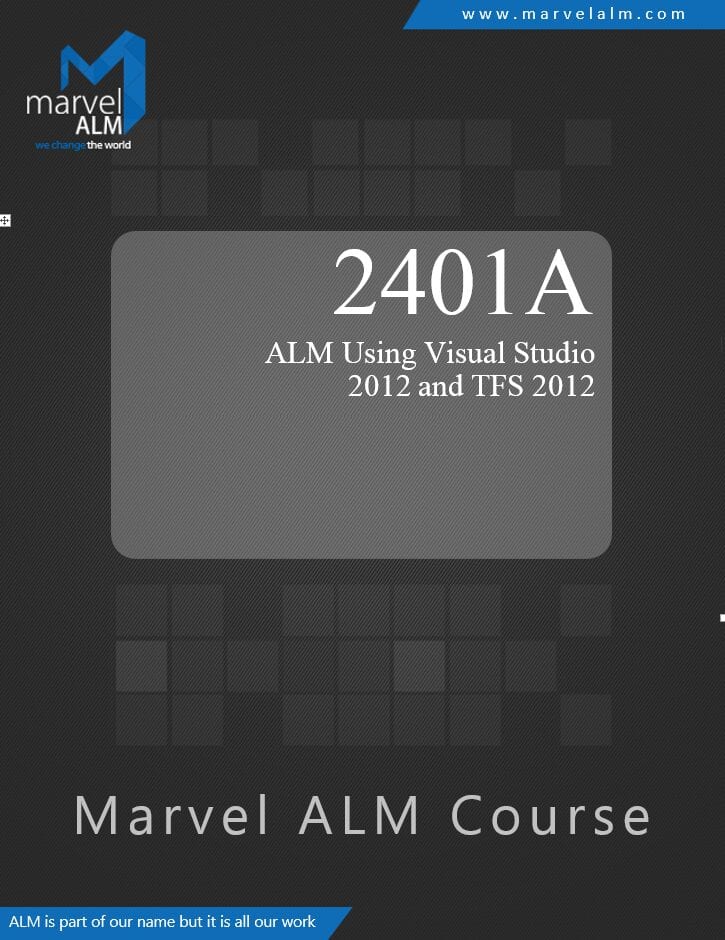 www.marvelalm.com
marvel
ALM
we change the world
2401A
ALM Using Visual Studio
2012 and TFS 2012
Marvel ALM Course
ALM is part of our name but it is all our work